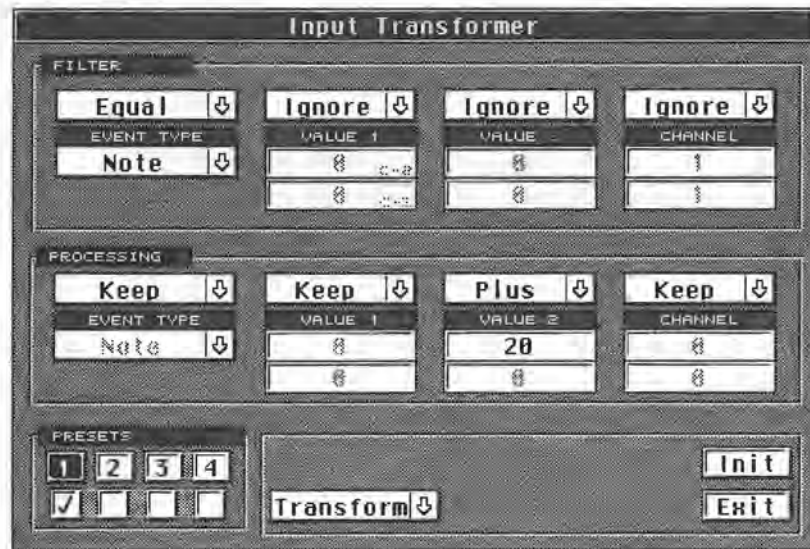 Input Transformer
FILTER
Equal Ignore Ignore Ignore
EVENT TYPE VALUE 1 VALUE CHANNEL
Note 0 0 1
0 0 1
PROCESSING
Keep Keep Plus Keep
EVENT TYPE VALUE 1 VALUE 2 CHANNEL
Note 0 20 0
0 0 0
PRESETS
1 2 3 4 Init
Transform Exit